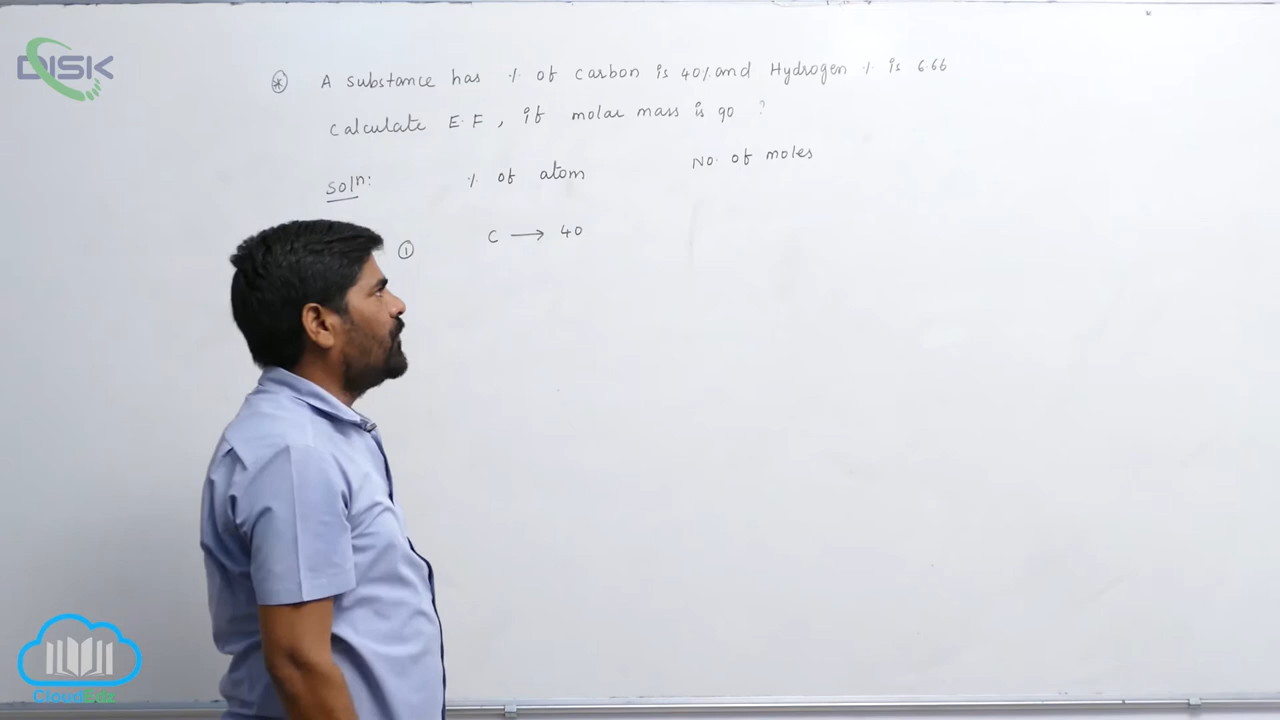 DISK
⊛ A substance has % of carbon is 40% and Hydrogen % is 6.66
Calculate E.F, if molar mass is 90 ?
Soln: % of atom No. of moles
① C → 40
CloudEdz